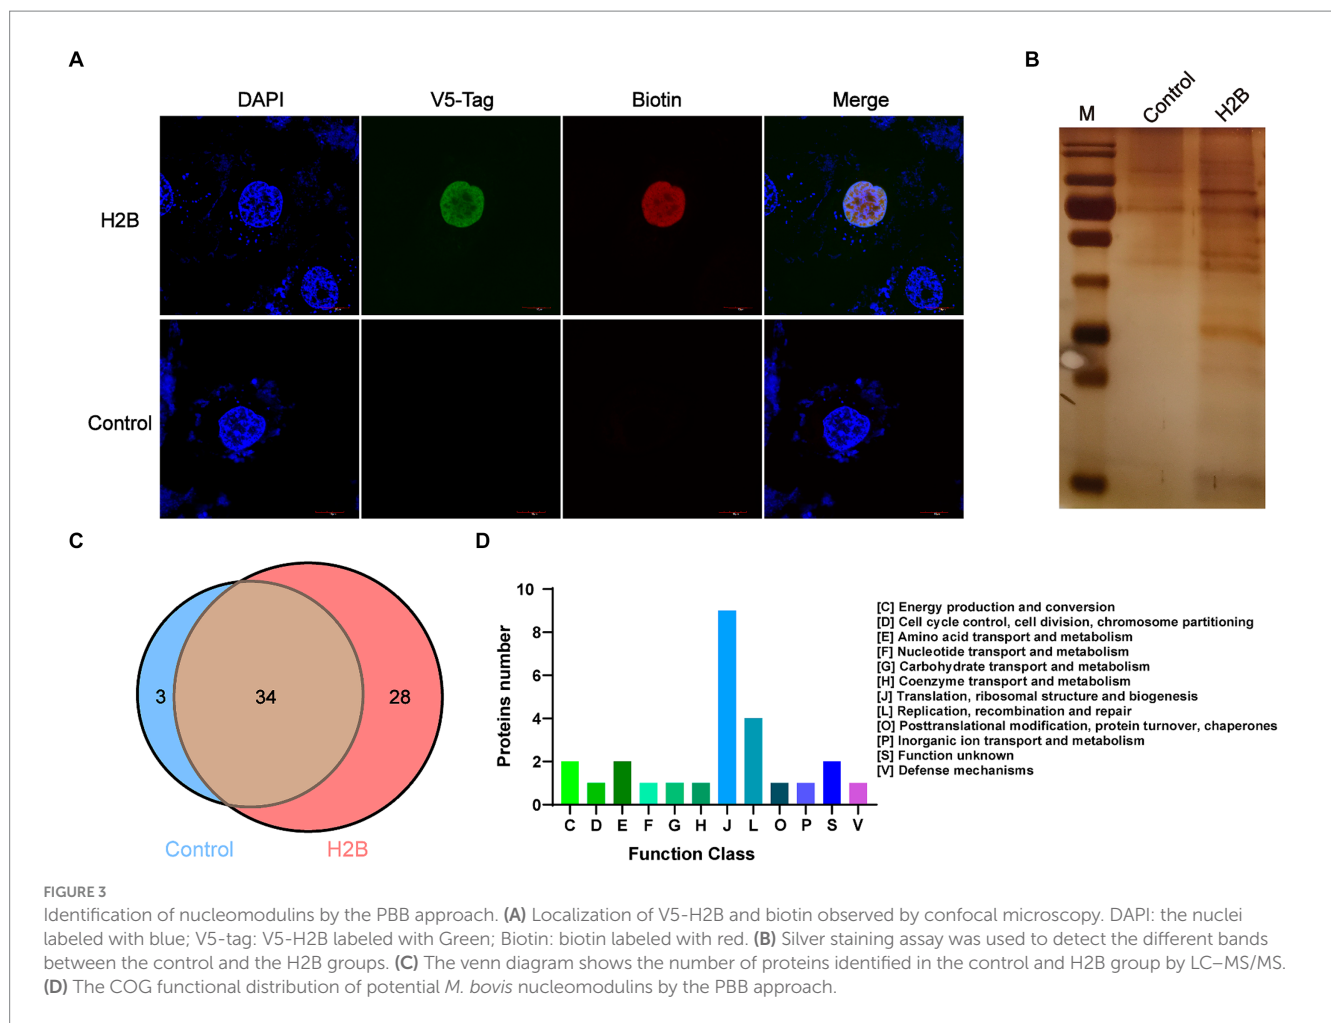 A
DAPI
V5-Tag
Biotin
Merge
H2B
Control
B
M
Control
H2B
C
3
34
28
Control
H2B
D
Proteins number
10
8
6
4
2
0
C D E F G H J L O P S V
Function Class
[C] Energy production and conversion
[D] Cell cycle control, cell division, chromosome partitioning
[E] Amino acid transport and metabolism
[F] Nucleotide transport and metabolism
[G] Carbohydrate transport and metabolism
[H] Coenzyme transport and metabolism
[J] Translation, ribosomal structure and biogenesis
[L] Replication, recombination and repair
[O] Posttranslational modification, protein turnover, chaperones
[P] Inorganic ion transport and metabolism
[S] Function unknown
[V] Defense mechanisms
FIGURE 3
Identification of nucleomodulins by the PBB approach. (A) Localization of V5-H2B and biotin observed by confocal microscopy. DAPI: the nuclei
labeled with blue; V5-tag: V5-H2B labeled with Green; Biotin: biotin labeled with red. (B) Silver staining assay was used to detect the different bands
between the control and the H2B groups. (C) The venn diagram shows the number of proteins identified in the control and H2B group by LC–MS/MS.
(D) The COG functional distribution of potential M. bovis nucleomodulins by the PBB approach.